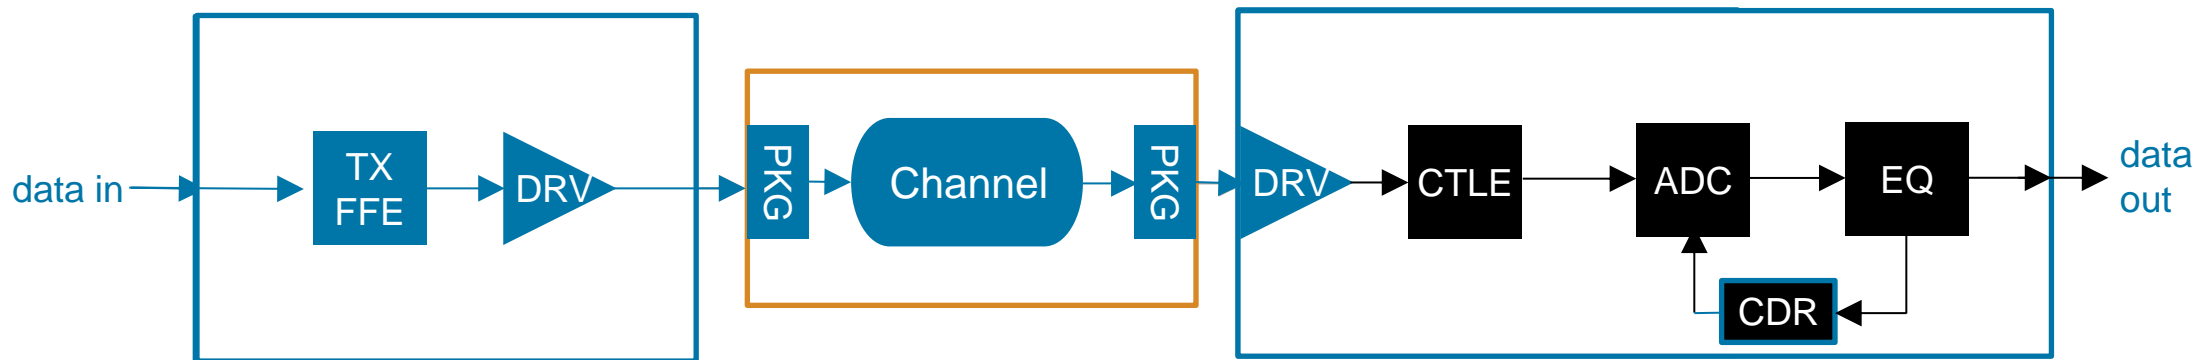 data in
TX
FFE
DRV
PKG
Channel
PKG
DRV
CTLE
ADC
EQ
CDR
data
out